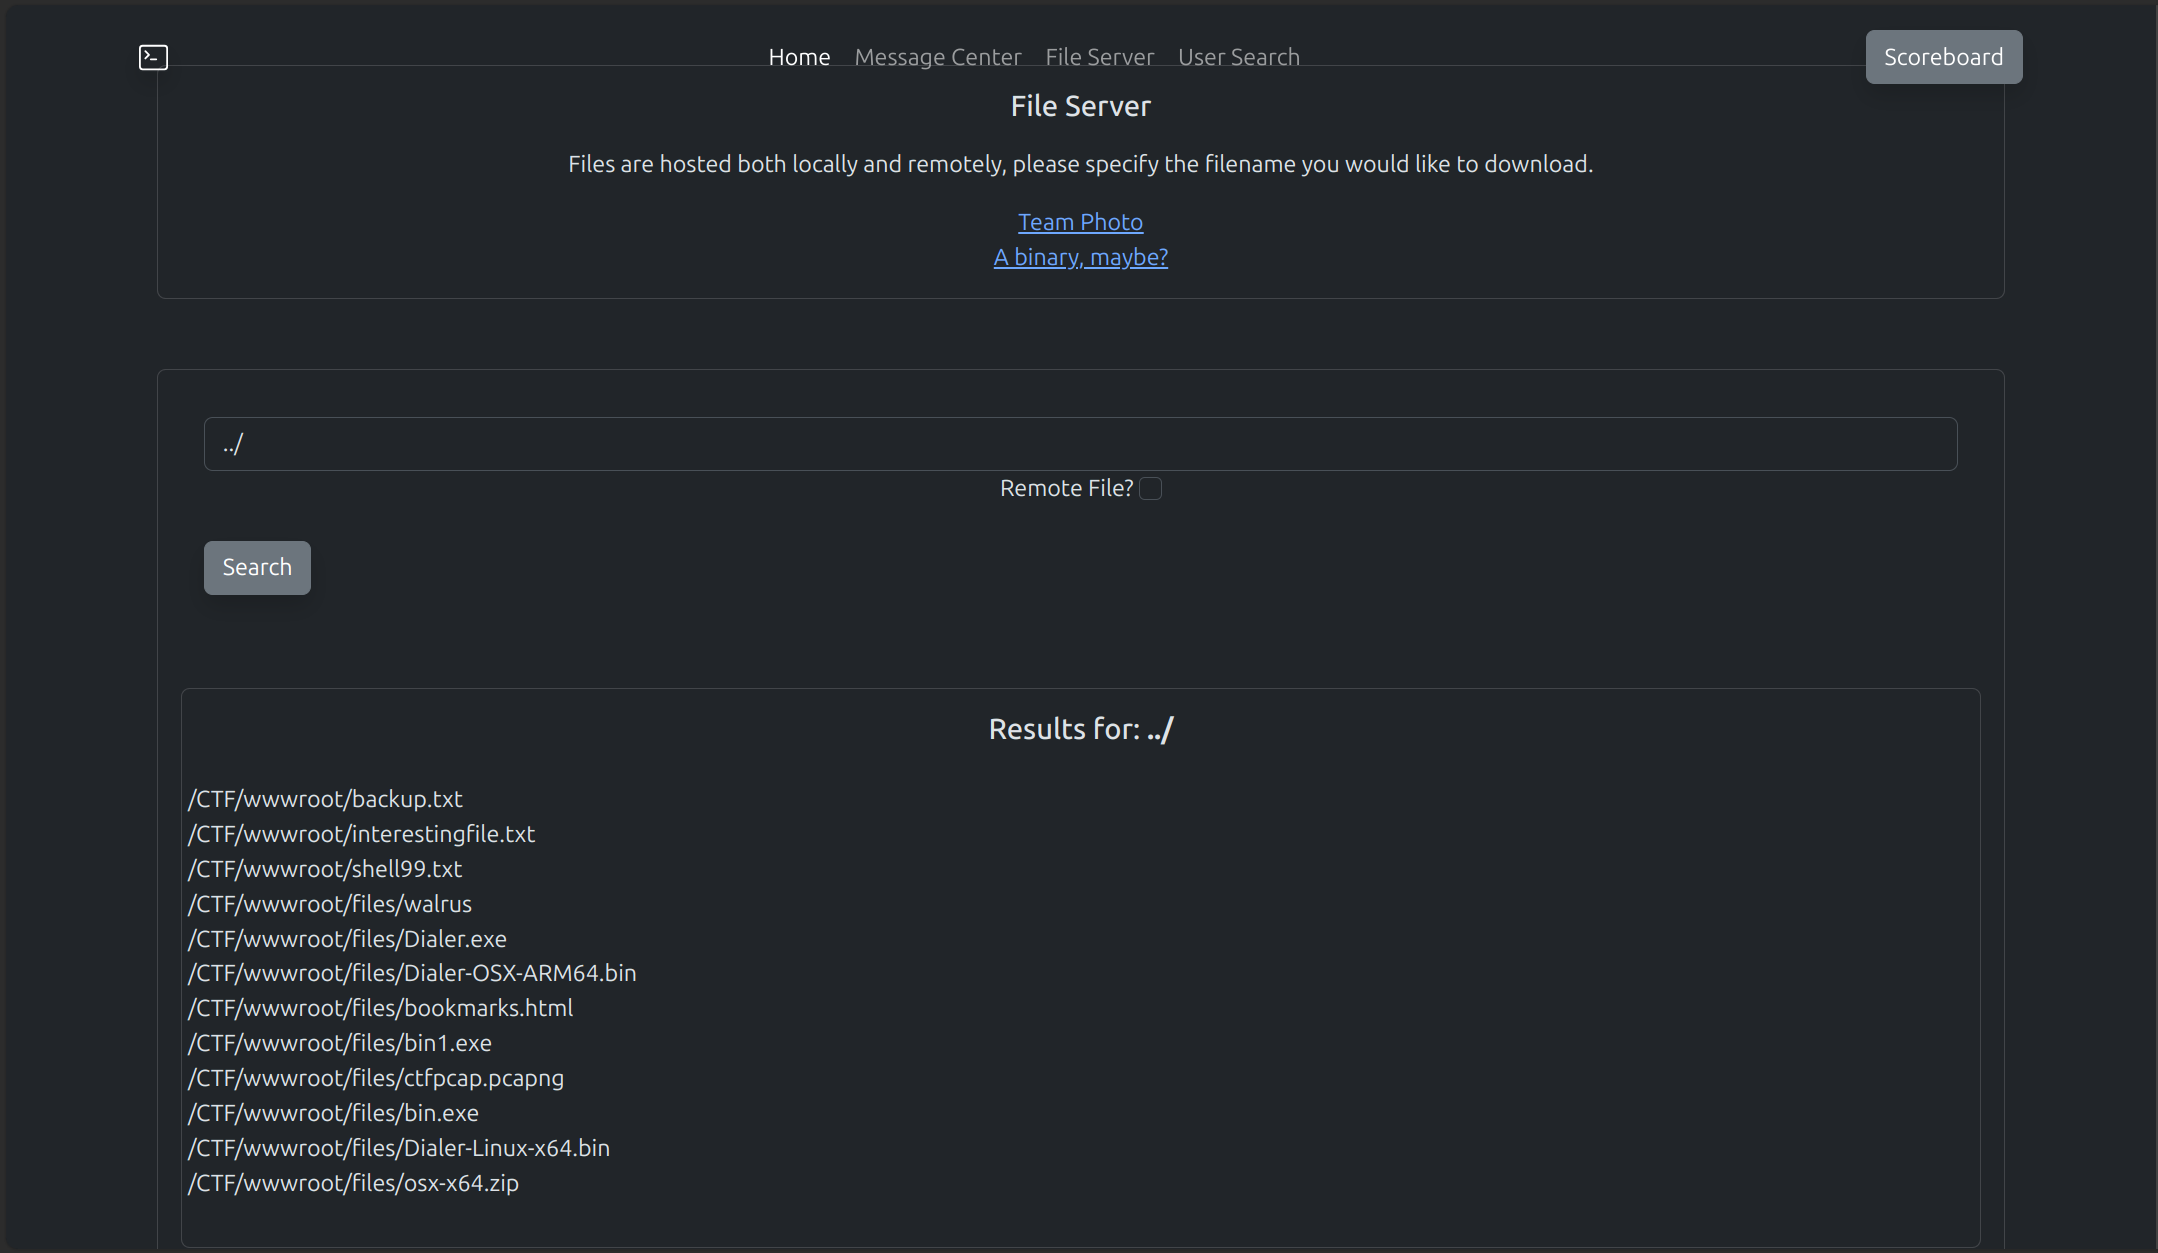 Home Message Center File Server User Search Scoreboard
File Server
Files are hosted both locally and remotely, please specify the filename you would like to download.
Team Photo
A binary, maybe?
../
Remote File?
Search
Results for: ../
/CTF/wwwroot/backup.txt
/CTF/wwwroot/interestingfile.txt
/CTF/wwwroot/shell99.txt
/CTF/wwwroot/files/walrus
/CTF/wwwroot/files/Dialer.exe
/CTF/wwwroot/files/Dialer-OSX-ARM64.bin
/CTF/wwwroot/files/bookmarks.html
/CTF/wwwroot/files/bin1.exe
/CTF/wwwroot/files/ctfpcap.pcapng
/CTF/wwwroot/files/bin.exe
/CTF/wwwroot/files/Dialer-Linux-x64.bin
/CTF/wwwroot/files/osx-x64.zip